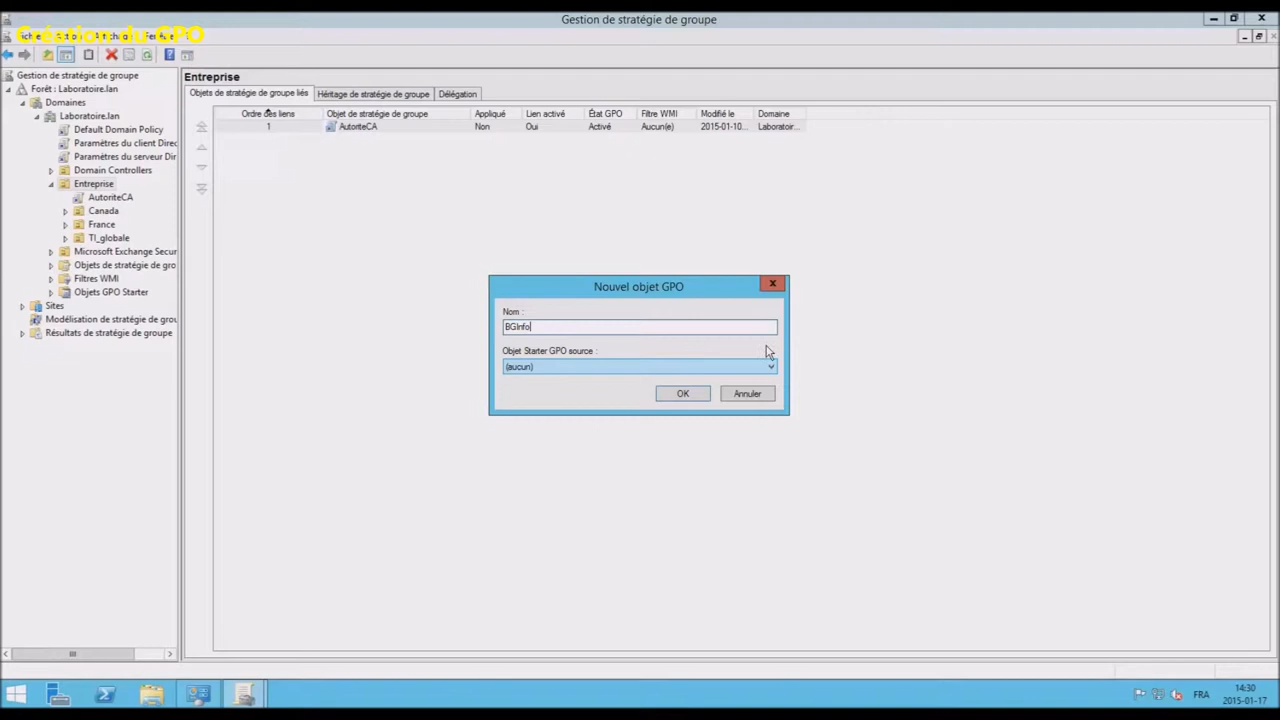 Gestion de stratégie de groupe
Création du GPO
Fichier Action Affichage Fenêtre ?
Gestion de stratégie de groupe
Forêt : Laboratoire.lan
Domaines
Laboratoire.lan
Default Domain Policy
Paramètres du client Direc
Paramètres du serveur Dir
Domain Controllers
Entreprise
AutoriteCA
Canada
France
TI_globale
Microsoft Exchange Secur
Objets de stratégie de gro
Filtres WMI
Objets GPO Starter
Sites
Modélisation de stratégie de grou
Résultats de stratégie de groupe
Entreprise
Objets de stratégie de groupe liés Héritage de stratégie de groupe Délégation
Ordre des liens Objet de stratégie de groupe Appliqué Lien activé État GPO Filtre WMI Modifié le Domaine
1 AutoriteCA Non Oui Activé Aucun(e) 2015-01-10... Laboratoir...
Nouvel objet GPO
Nom :
BGInfo
Objet Starter GPO source :
(aucun)
OK Annuler
FRA
14:30
2015-01-17